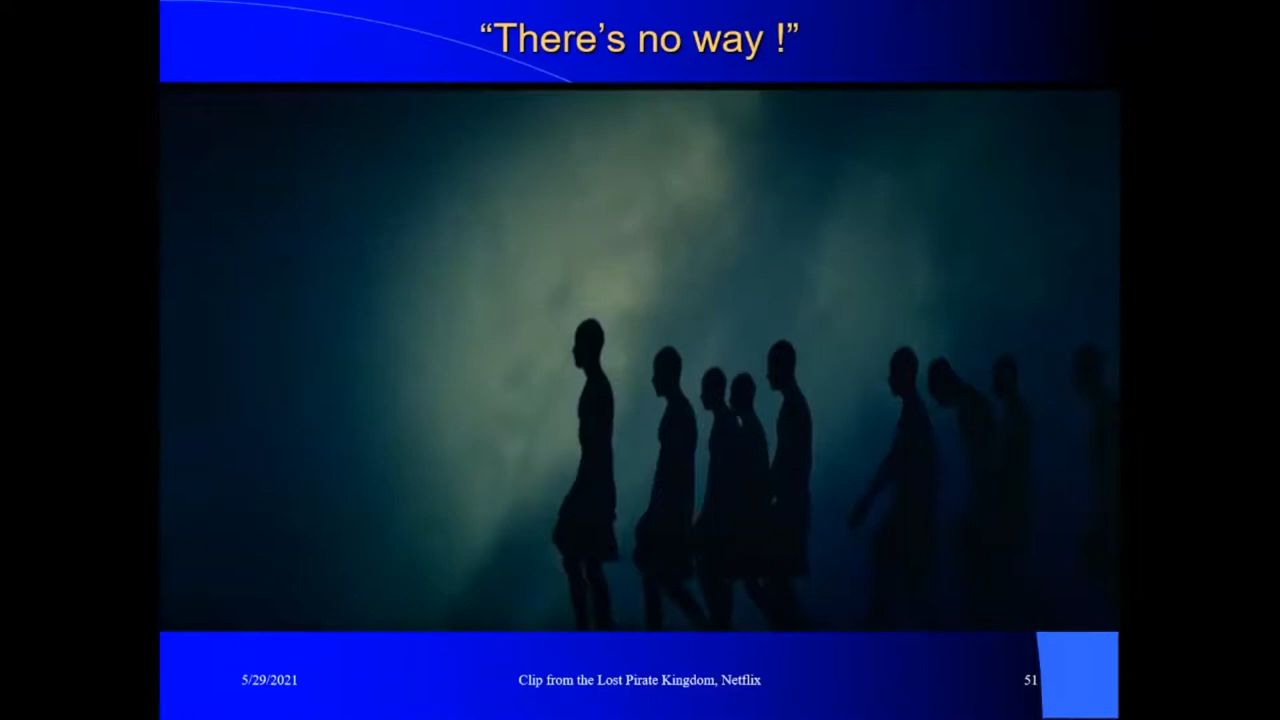 “There’s no way !”
5/29/2021
Clip from the Lost Pirate Kingdom, Netflix
51